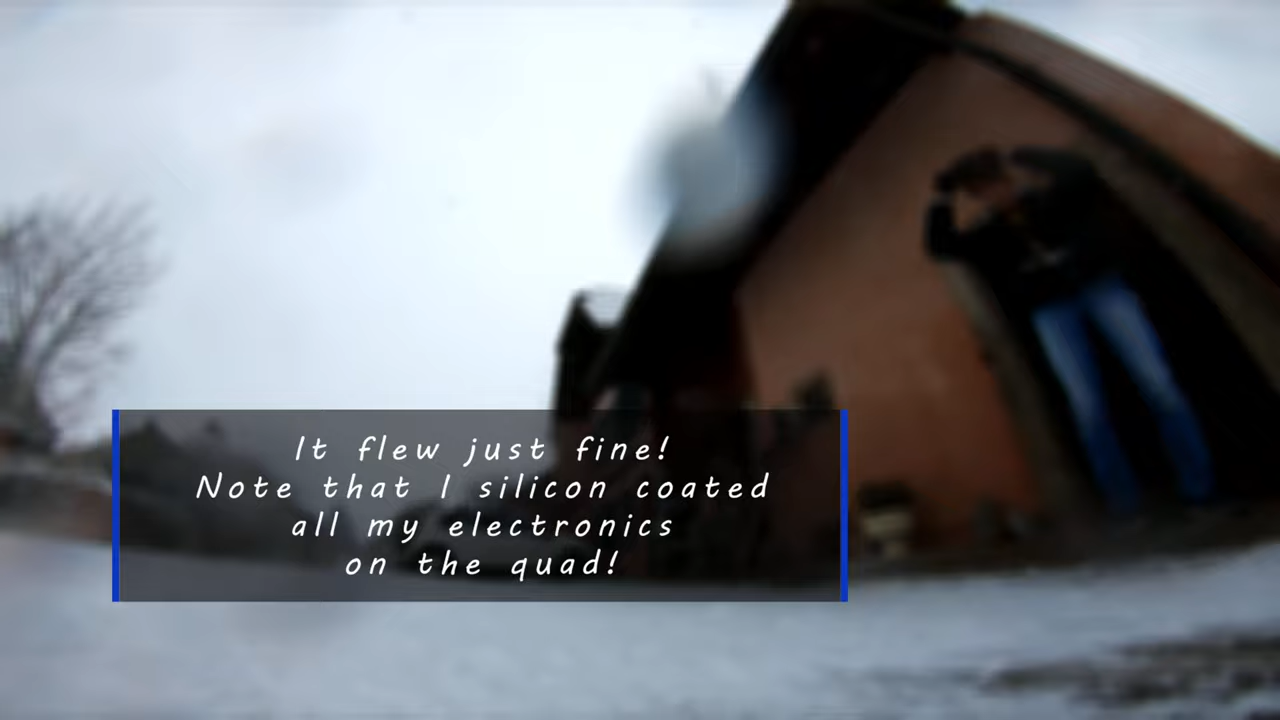 It flew just fine!
Note that I silicon coated
all my electronics
on the quad!